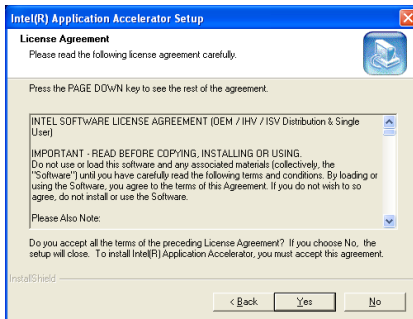 Intel(R) Application Accelerator Setup
License Agreement
Please read the following license agreement carefully.
Press the PAGE DOWN key to see the rest of the agreement.
INTEL SOFTWARE LICENSE AGREEMENT (OEM / IHV / ISV Distribution & Single
User)
IMPORTANT - READ BEFORE COPYING, INSTALLING OR USING.
Do not use or load this software and any associated materials (collectively, the
"Software") until you have carefully read the following terms and conditions. By loading or
using the Software, you agree to the terms of this Agreement. If you do not wish to so
agree, do not install or use the Software.
Please Also Note:
Do you accept all the terms of the preceding License Agreement? If you choose No, the
setup will close. To install Intel(R) Application Accelerator, you must accept this agreement.
InstallShield
< Back Yes No